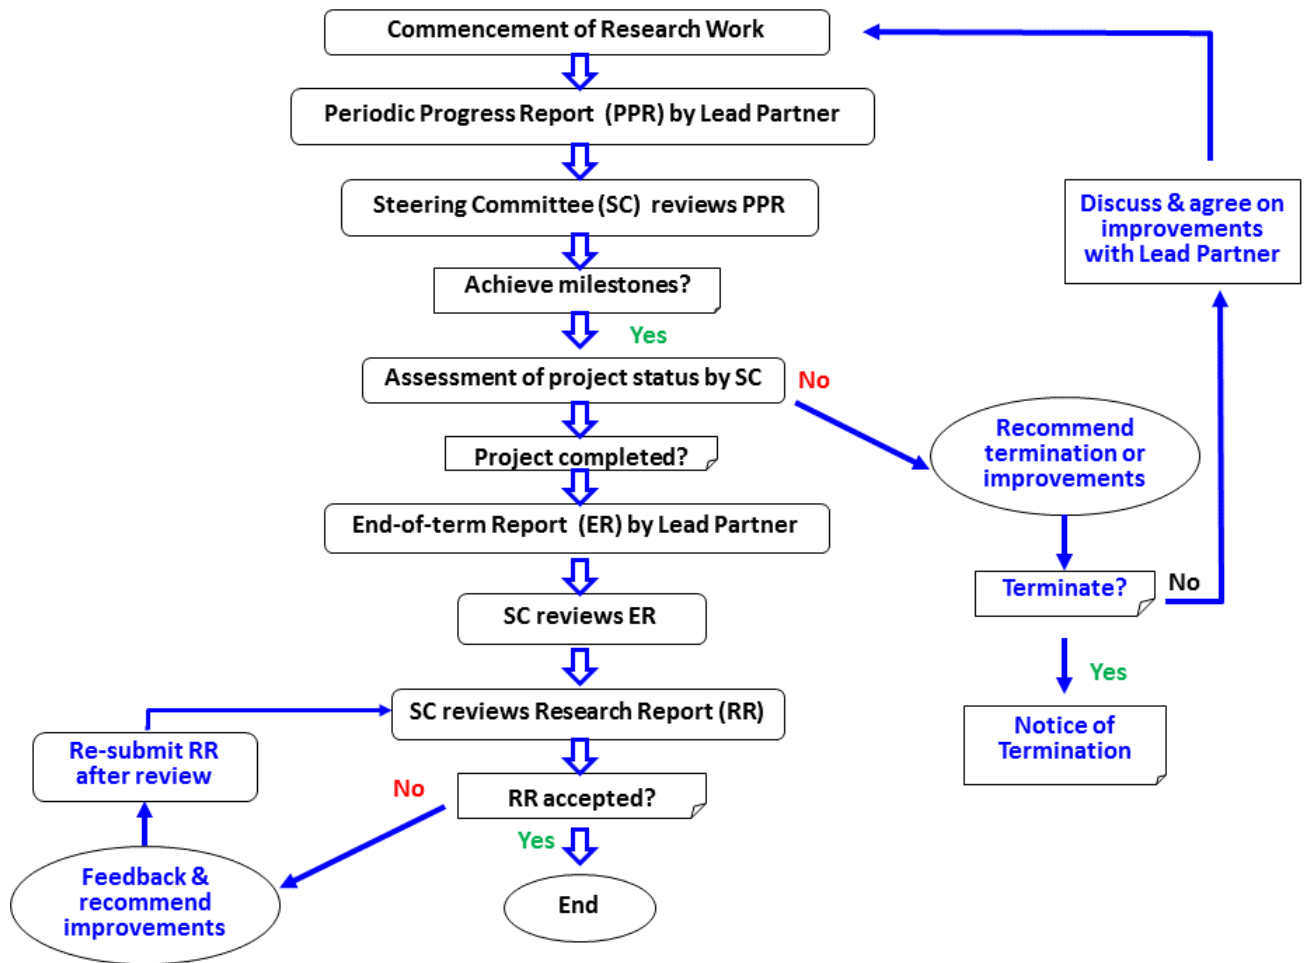 Commencement of Research Work
Periodic Progress Report (PPR) by Lead Partner
Steering Committee (SC) reviews PPR
Discuss & agree on
improvements
with Lead Partner
Achieve milestones?
Yes
Assessment of project status by SC
No
Recommend
termination or
improvements
Project completed?
End-of-term Report (ER) by Lead Partner
Terminate?
No
SC reviews ER
Yes
SC reviews Research Report (RR)
Notice of
Termination
Re-submit RR
after review
No
RR accepted?
Yes
Feedback &
recommend
improvements
End